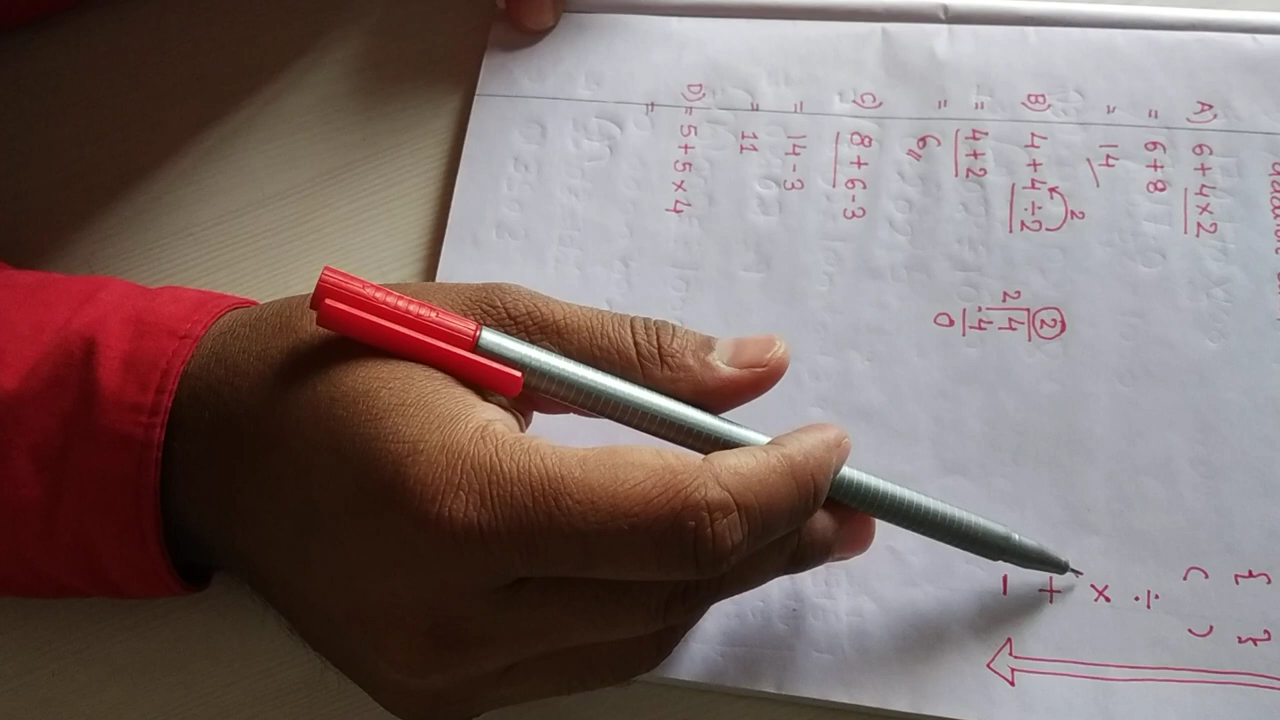 A) 6 + 4 × 2
= 6 + 8
= 14
B) 4 + 4 ÷ 2
2
= 4 + 2
= 6
C) 8 + 6 - 3
= 14 - 3
= 11
D) = 5 + 5 × 4
=
2
2 4
-4
0
{ }
( )
÷
×
+
-